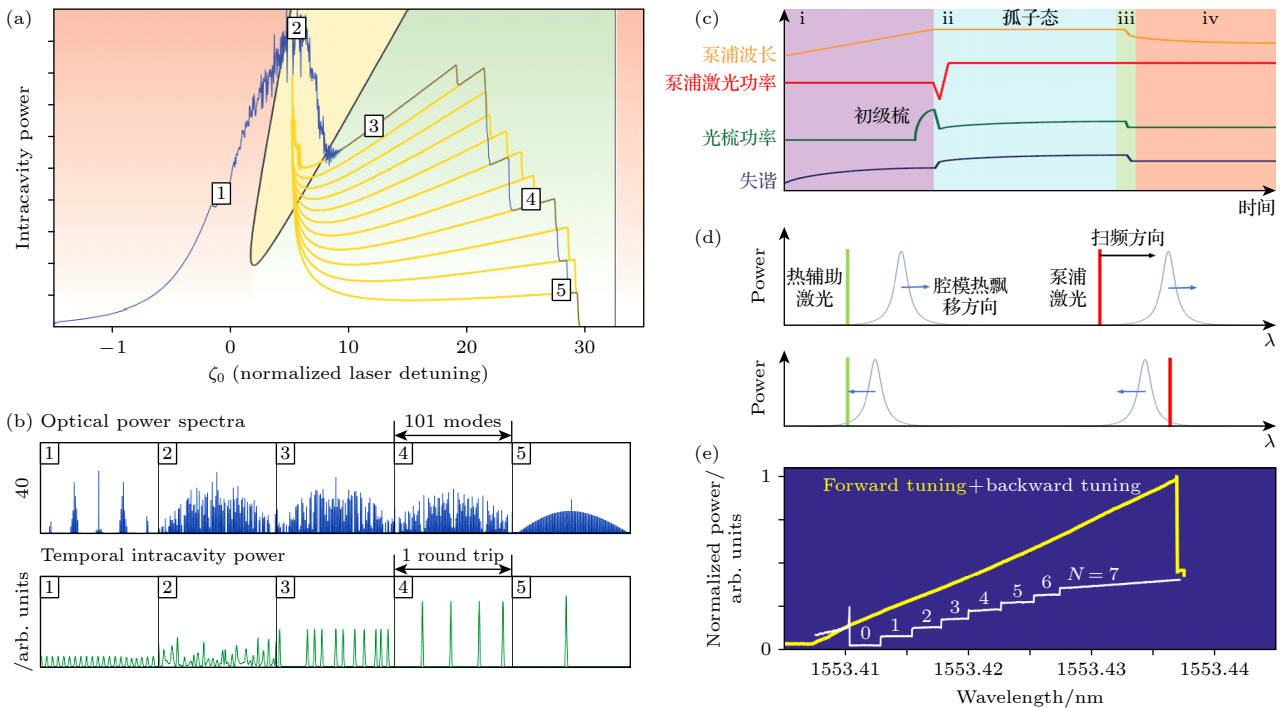 (a)
Intracavity power
1
2
3
4
5
−1
0
10
20
30
ζ0 (normalized laser detuning)
(b)
Optical power spectra
101 modes
40
1
2
3
4
5
Temporal intracavity power
1 round trip
/arb. units
1
2
3
4
5
(c)
i
ii
孤子态
iii
iv
泵浦波长
泵浦激光功率
初级梳
光梳功率
失谐
时间
(d)
Power
热辅助
激光
腔模热飘
移方向
泵浦
激光
扫频方向
λ
Power
λ
(e)
Normalized power/
arb. units
1
0
Forward tuning+backward tuning
0
1
2
3
4
5
6
N = 7
1553.41
1553.42
1553.43
1553.44
Wavelength/nm